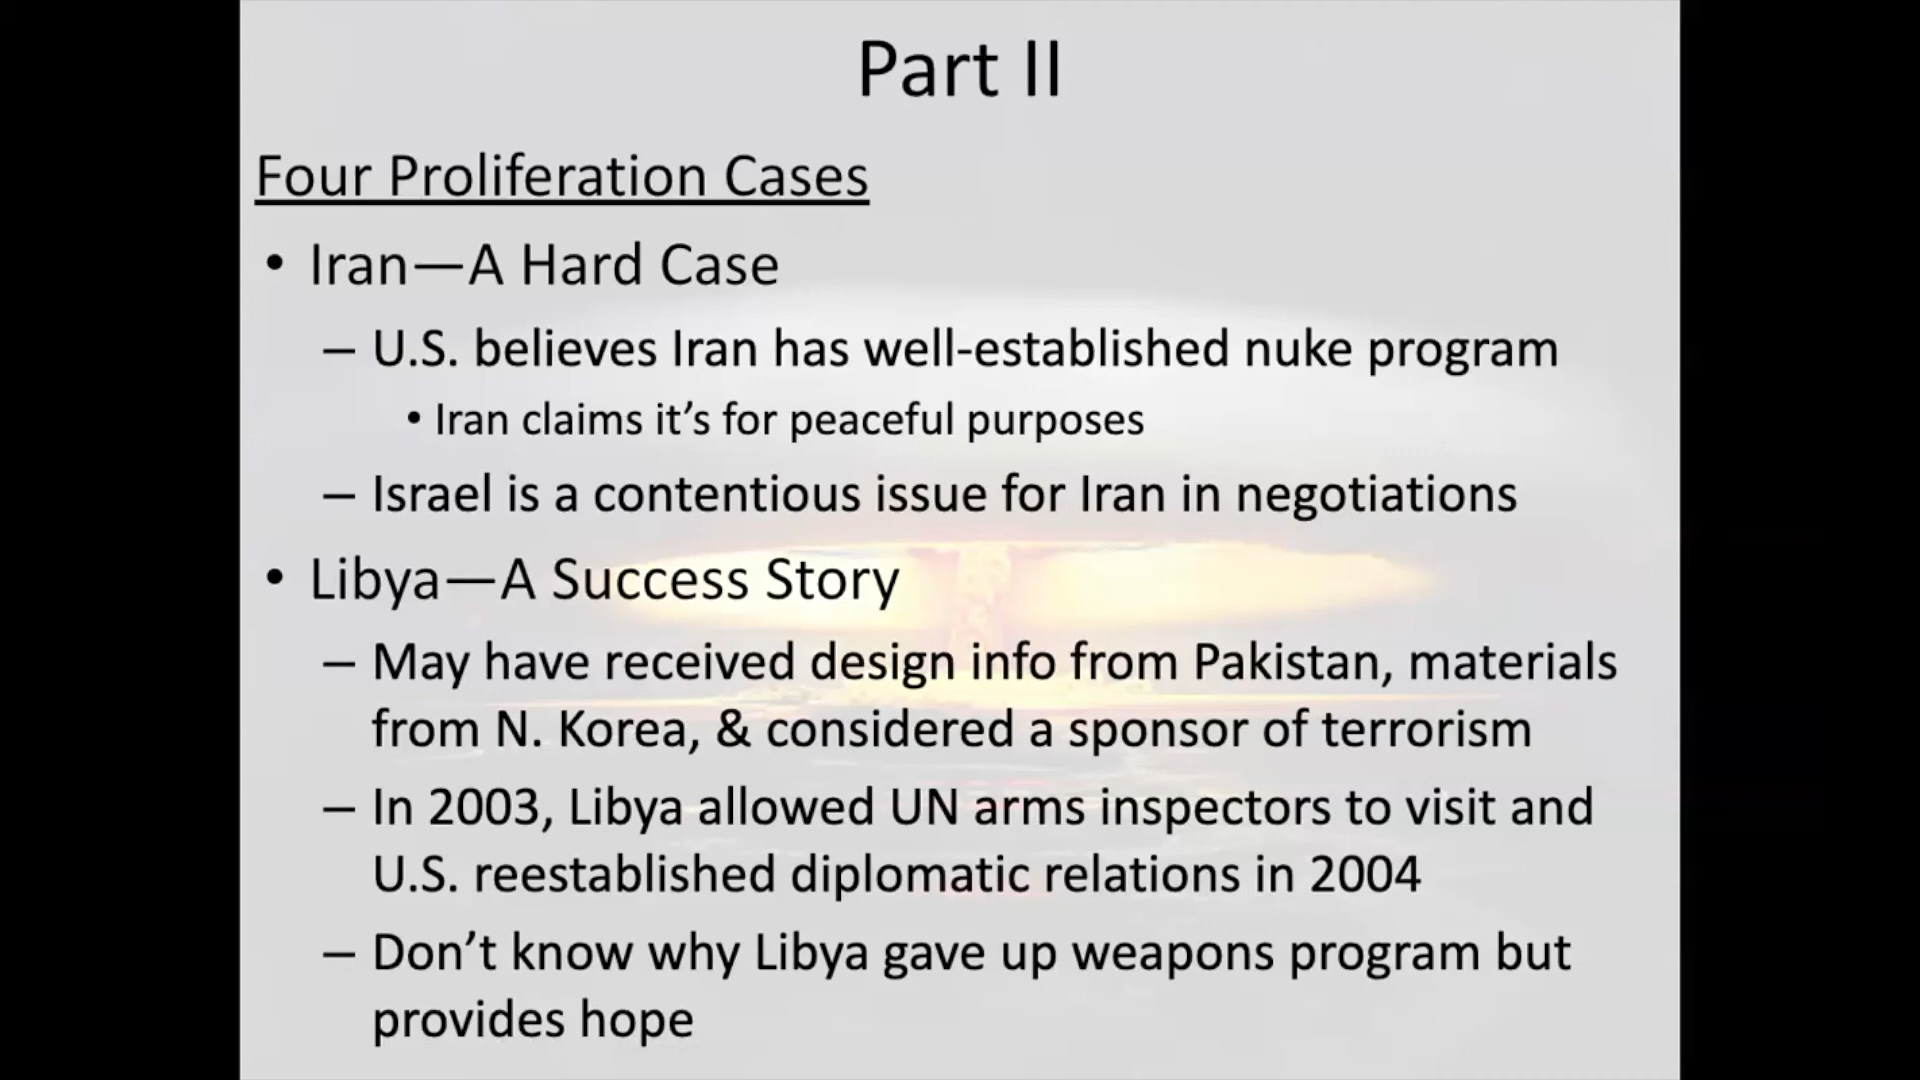 Part II
Four Proliferation Cases
• Iran—A Hard Case
– U.S. believes Iran has well-established nuke program
• Iran claims it’s for peaceful purposes
– Israel is a contentious issue for Iran in negotiations
• Libya—A Success Story
– May have received design info from Pakistan, materials
from N. Korea, & considered a sponsor of terrorism
– In 2003, Libya allowed UN arms inspectors to visit and
U.S. reestablished diplomatic relations in 2004
– Don’t know why Libya gave up weapons program but
provides hope